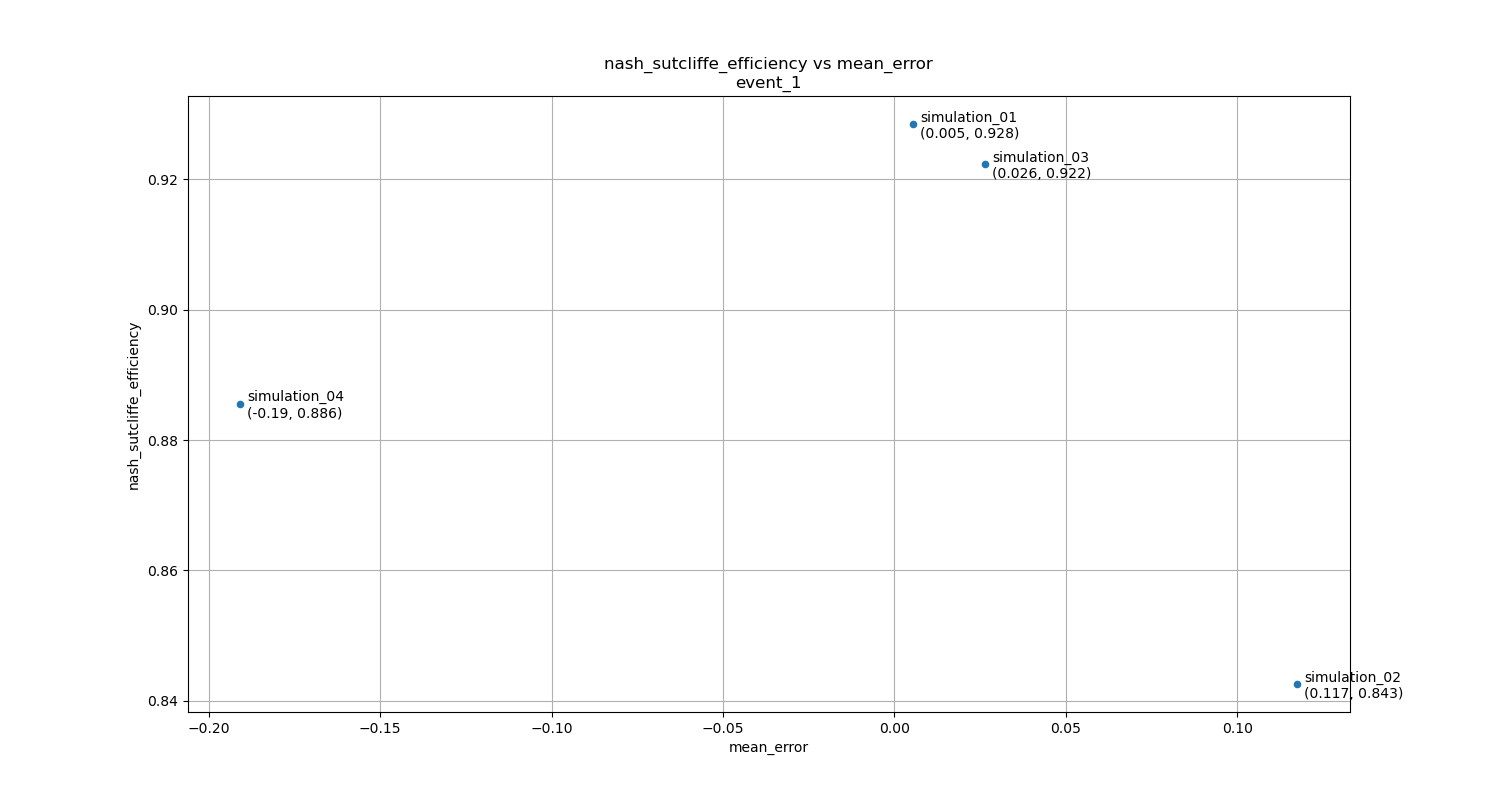 nash_sutcliffe_efficiency vs mean_error
event_1
simulation_01
(0.005, 0.928)
simulation_03
(0.026, 0.922)
simulation_04
(-0.19, 0.886)
simulation_02
(0.117, 0.843)
nash_sutcliffe_efficiency
0.92
0.90
0.88
0.86
0.84
−0.20 −0.15 −0.10 −0.05 0.00 0.05 0.10
mean_error